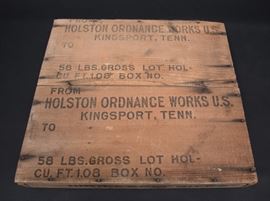 FROM
HOLSTON ORDNANCE WORKS U.S.
KINGSPORT, TENN.
TO
58 LBS.GROSS LOT HOL-
CU. FT. 1.08 BOX NO.
FROM
HOLSTON ORDNANCE WORKS U.S.
KINGSPORT, TENN.
TO
58 LBS.GROSS LOT HOL-
CU. FT. 1.08 BOX NO.